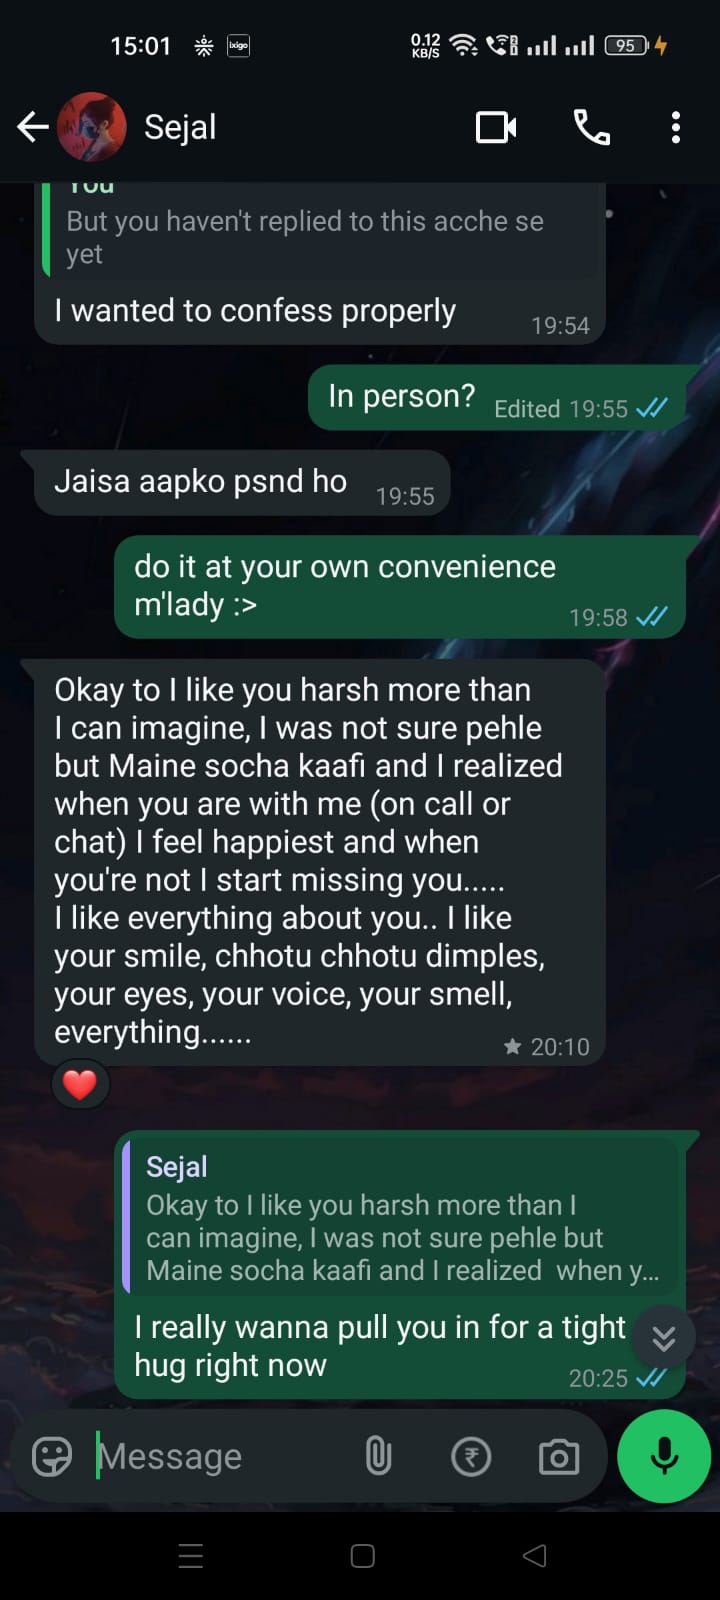 15:01 ixigo 0.12 KB/S 2 95
Sejal
You
But you haven't replied to this acche se
yet
I wanted to confess properly
19:54
In person? Edited 19:55
Jaisa aapko psnd ho 19:55
do it at your own convenience
m'lady :>
19:58
Okay to I like you harsh more than
I can imagine, I was not sure pehle
but Maine socha kaafi and I realized
when you are with me (on call or
chat) I feel happiest and when
you're not I start missing you.....
I like everything about you.. I like
your smile, chhotu chhotu dimples,
your eyes, your voice, your smell,
everything......
20:10
Sejal
Okay to I like you harsh more than I
can imagine, I was not sure pehle but
Maine socha kaafi and I realized  when y...
I really wanna pull you in for a tight
hug right now
20:25
Message